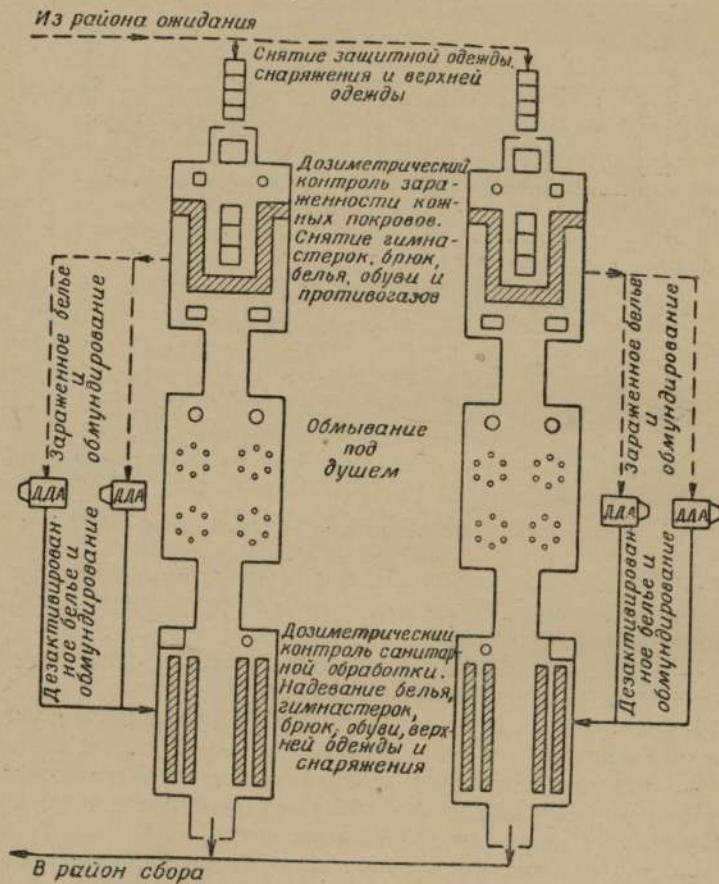 Из района ожидания
Снятие защитной одежды,
снаряжения и верхней
одежды
Дозиметрический
контроль зара-
женности кож-
ных покровов.
Снятие гимна-
стерок, брюк,
белья, обуви и
противогазов
Зараженное белье
и
обмундирование
Зараженное белье
и
обмундирование
Обмывание
под
душем
ДДА
ДДА
ДДА
ДДА
Дезактивирован-
ное белье и
обмундирование
Дезактивирован-
ное белье и
обмундирование
Дозиметрический
контроль санитар-
ной обработки.
Надевание белья,
гимнастерок,
брюк, обуви, верх-
ней одежды и
снаряжения
В район сбора